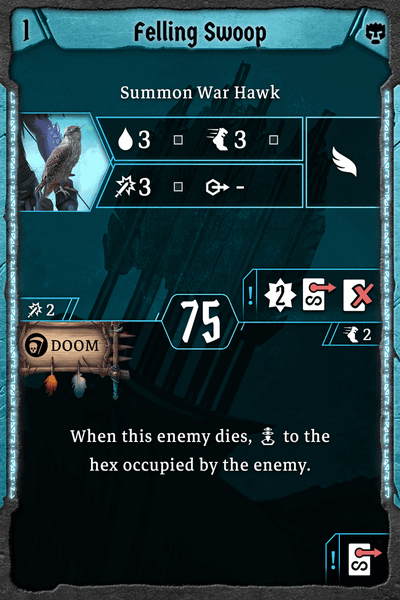 1
Felling Swoop
Summon War Hawk
3 3
3 -
! 2
2
75
2
DOOM
When this enemy dies, to the
hex occupied by the enemy.
!